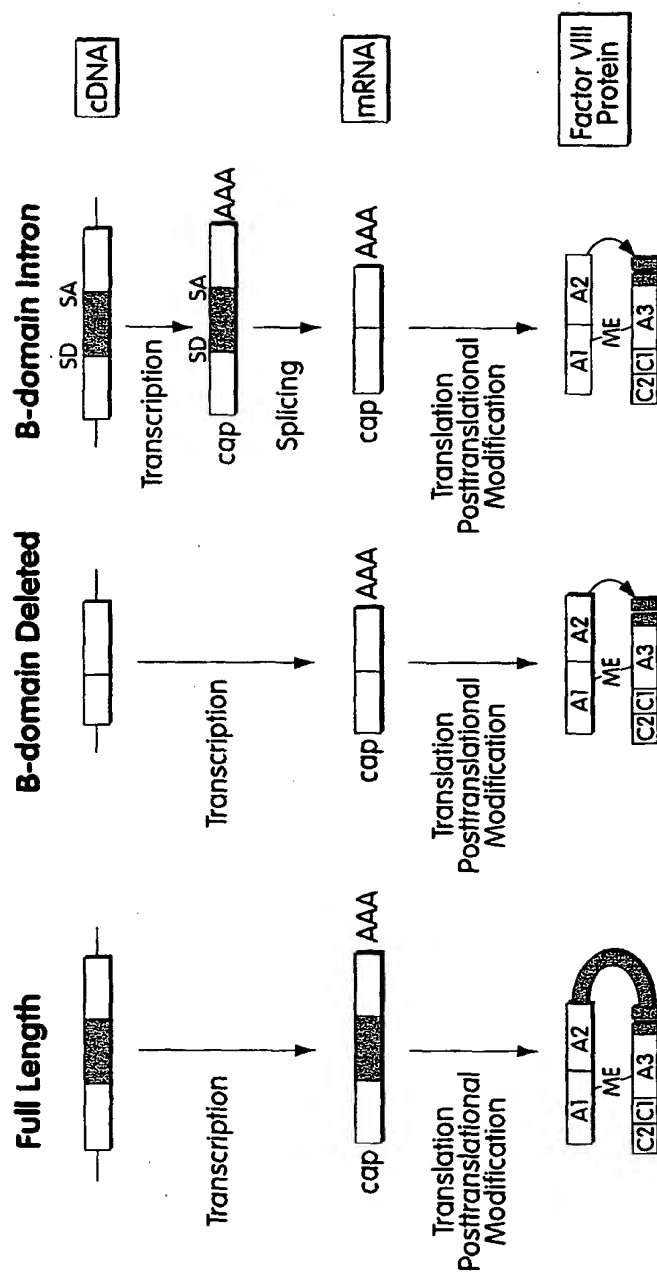 Full Length
B-domain Deleted
B-domain Intron
cDNA
SD
SA
Transcription
SD
SA
cap
AAA
Transcription
Transcription
Splicing
cap
AAA
cap
AAA
cap
AAA
mRNA
Translation
Posttranslational
Modification
Translation
Posttranslational
Modification
Translation
Posttranslational
Modification
A1
A2
ME
C2
C1
A3
A1
A2
ME
C2
C1
A3
A1
A2
ME
C2
C1
A3
Factor VIII
Protein